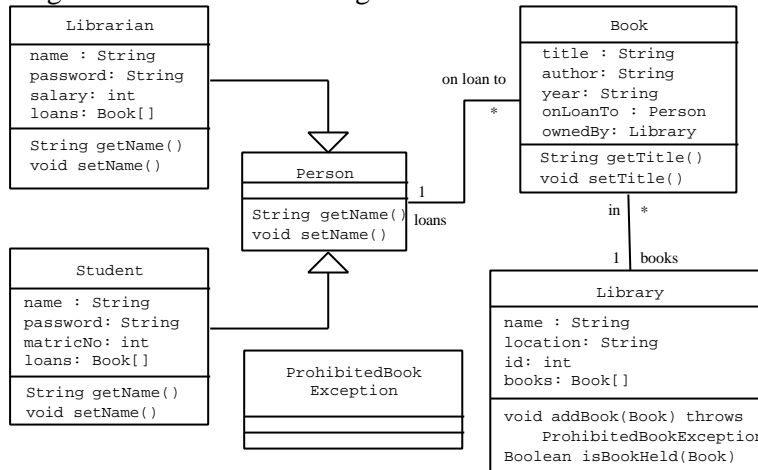 Librarian
name : String
password: String
salary: int
loans: Book[]
String getName()
void setName()
Book
title : String
author: String
year: String
onLoanTo : Person
ownedBy: Library
String getTitle()
void setTitle()
on loan to
*
Person
String getName()
void setName()
1
loans
in *
1 books
Student
name : String
password: String
matricNo: int
loans: Book[]
String getName()
void setName()
ProhibitedBook
Exception
Library
name : String
location: String
id: int
books: Book[]
void addBook(Book) throws
ProhibitedBookException
Boolean isBookHeld(Book)